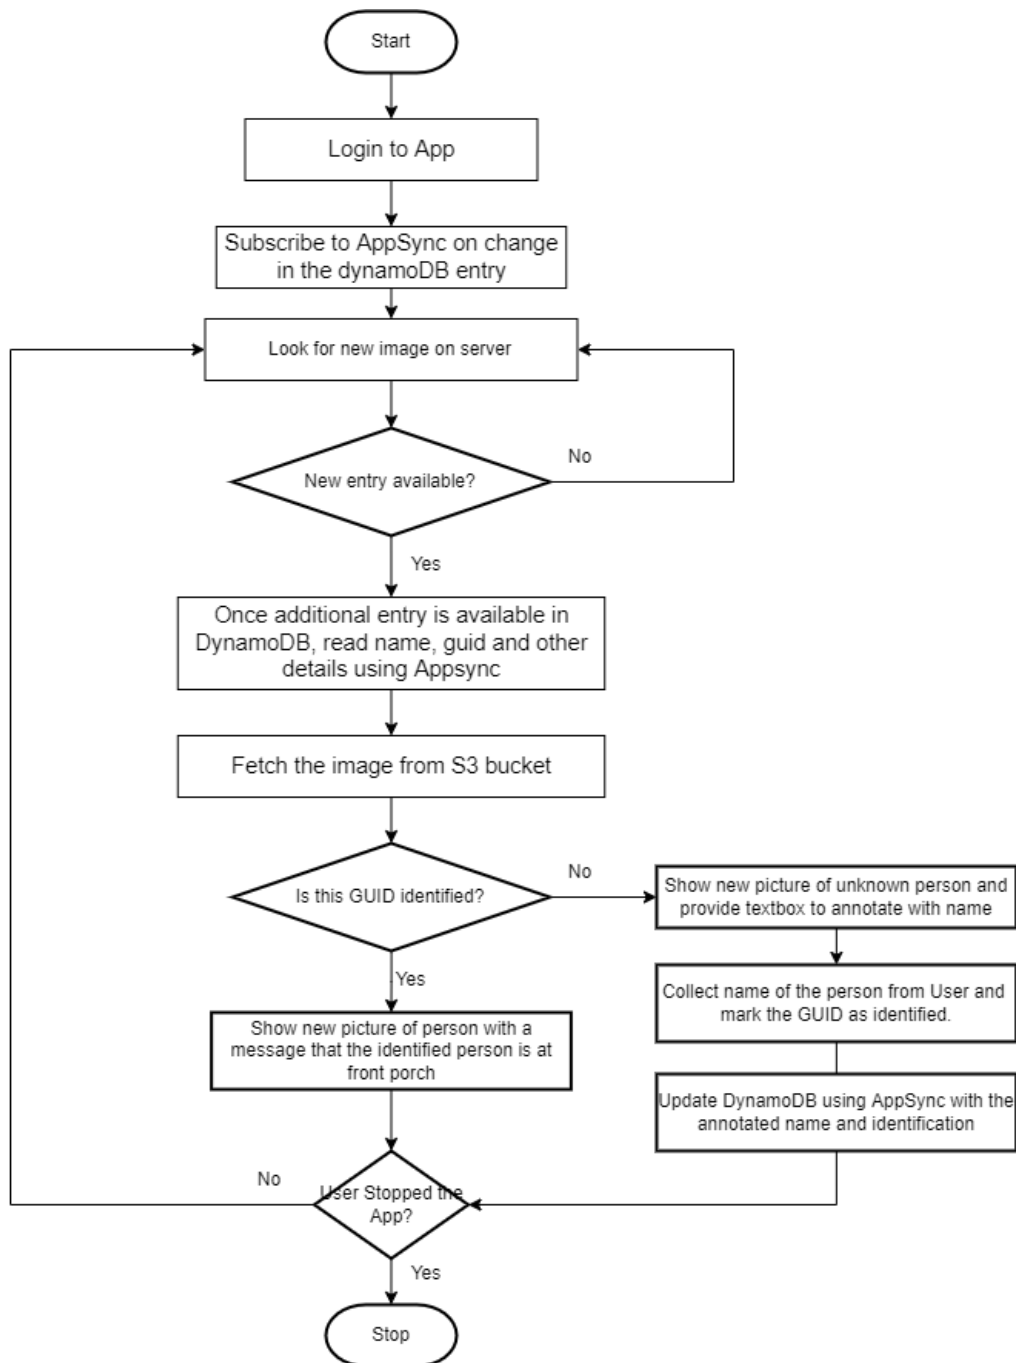 Start
Login to App
Subscribe to AppSync on change
in the dynamoDB entry
Look for new image on server
New entry available?
No
Yes
Once additional entry is available in
DynamoDB, read name, guid and other
details using Appsync
Fetch the image from S3 bucket
Is this GUID identified?
No
Show new picture of unknown person and
provide textbox to annotate with name
Collect name of the person from User and
mark the GUID as identified.
Update DynamoDB using AppSync with the
annotated name and identification
Yes
Show new picture of person with a
message that the identified person is at
front porch
No
User Stopped the
App?
Yes
Stop